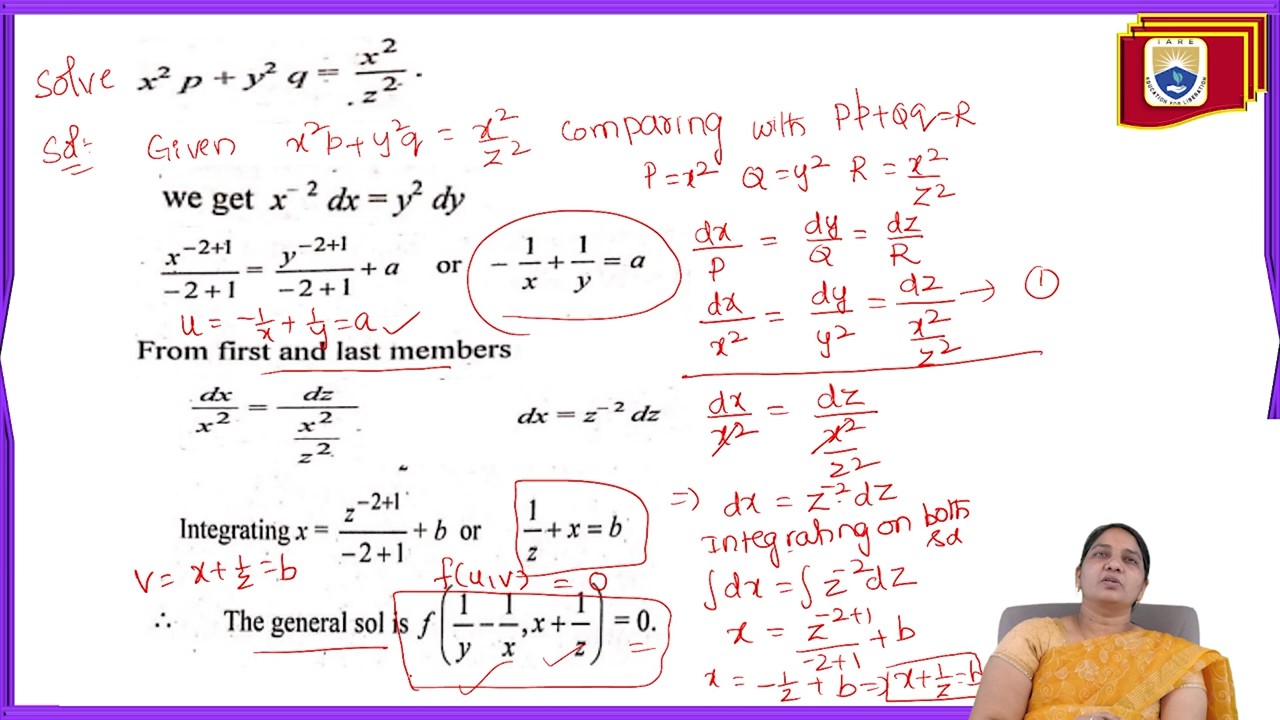 Solve x² p + y² q = x²/z².
Sol:- Given x²p + y²q = x²/z² comparing with Pp+Qq=R
P=x² Q=y² R=x²/z²
we get x⁻² dx = y² dy
x^(-2+1)/(-2+1) = y^(-2+1)/(-2+1) + a or -1/x + 1/y = a
u = -1/x + 1/y = a ✓
From first and last members
dx/x² = dz/(x²/z²) dx = z⁻² dz
Integrating x = z^(-2+1)/(-2+1) + b or 1/z + x = b
v = x + 1/z = b
f(u,v) = 0
∴ The general sol is f(1/y - 1/x, x + 1/z) = 0.
dx/P = dy/Q = dz/R
dx/x² = dy/y² = dz/(x²/z²) → ①
dx/x² = dz/(x²/z²)
=> dx = z⁻² dz
Integrating on both sd
∫dx = ∫z⁻² dz
x = z^(-2+1)/(-2+1) + b
x = -1/z + b => x + 1/z = b
IARE
EDUCATION FOR LIBERATION